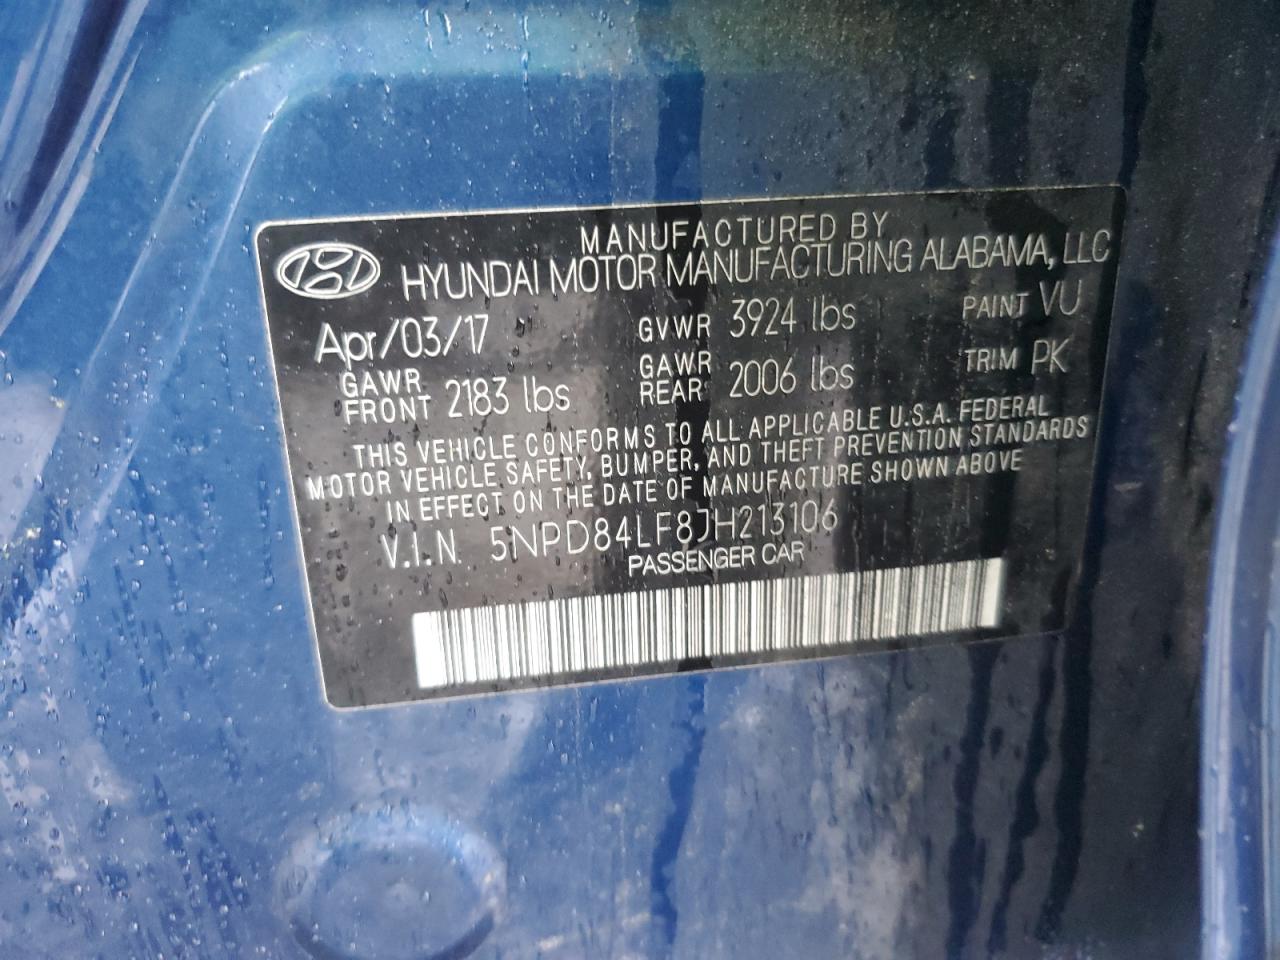 MANUFACTURED BY
HYUNDAI MOTOR MANUFACTURING ALABAMA, LLC
Apr/03/17 GVWR 3924 lbs PAINT VU
GAWR FRONT 2183 lbs GAWR REAR 2006 lbs TRIM PK
THIS VEHICLE CONFORMS TO ALL APPLICABLE U.S.A. FEDERAL
MOTOR VEHICLE SAFETY, BUMPER, AND THEFT PREVENTION STANDARDS
IN EFFECT ON THE DATE OF MANUFACTURE SHOWN ABOVE
V.I.N. 5NPD84LF8JH213106
PASSENGER CAR